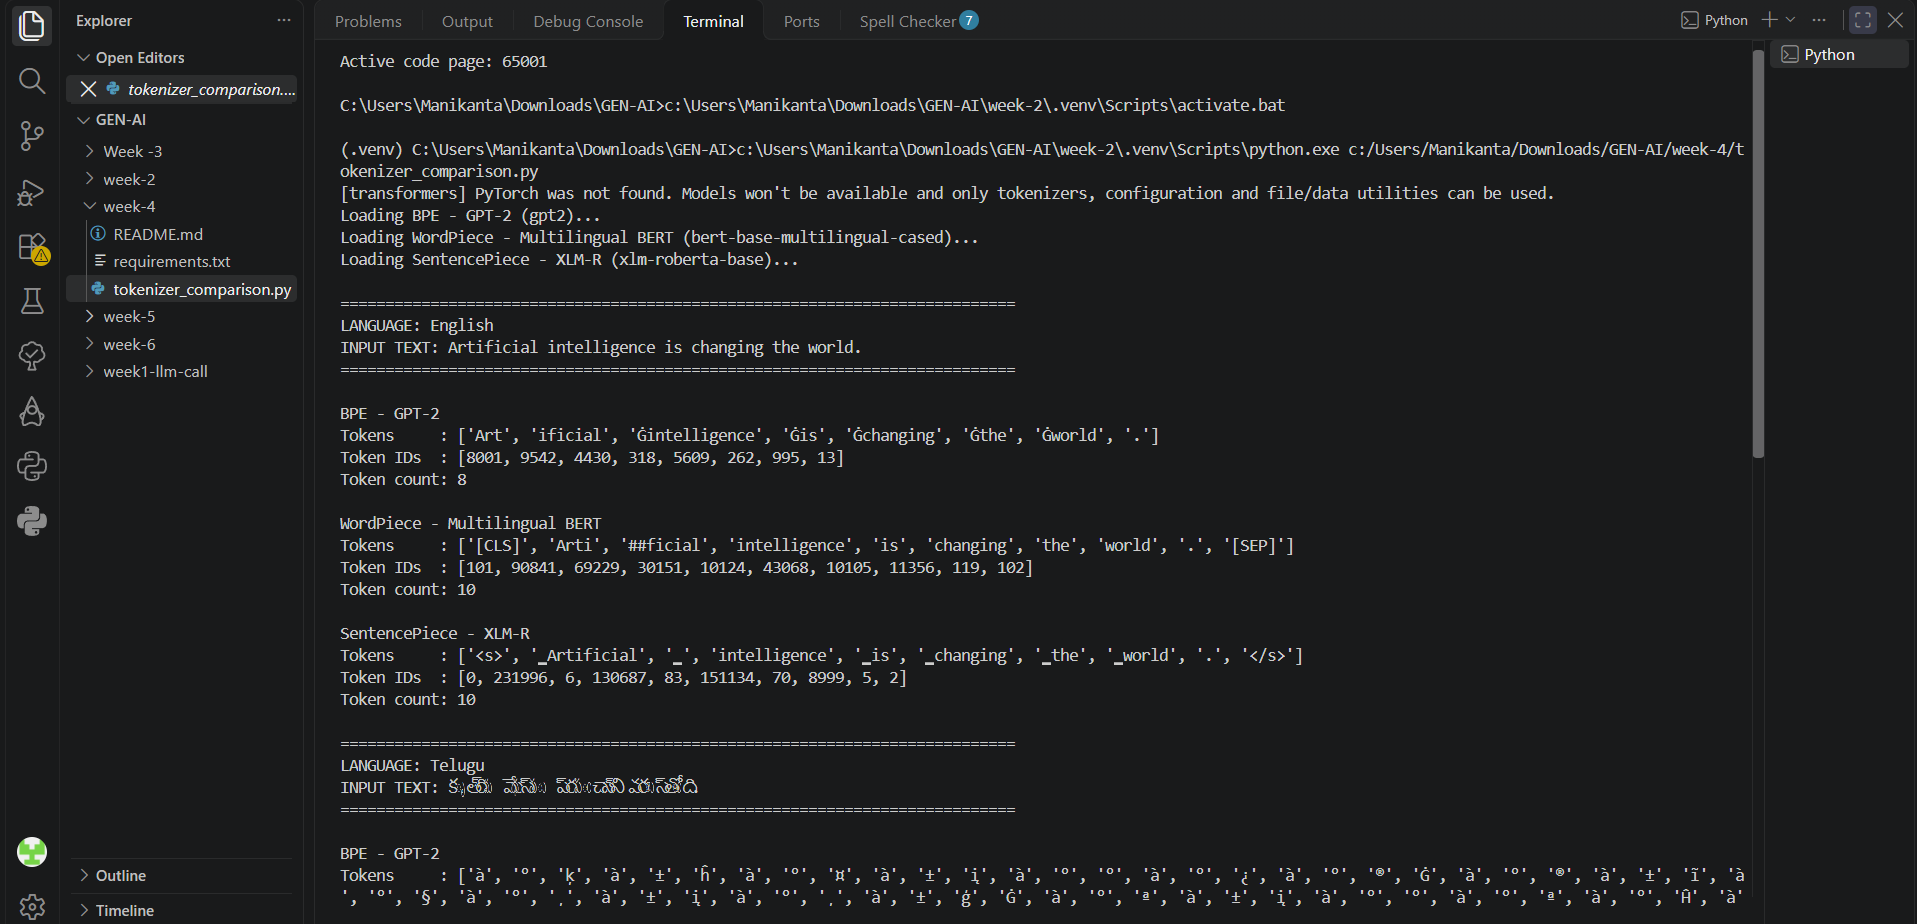 Explorer
Open Editors
tokenizer_comparison....
GEN-AI
Week -3
week-2
week-4
README.md
requirements.txt
tokenizer_comparison.py
week-5
week-6
week1-llm-call
Outline
Timeline
Problems
Output
Debug Console
Terminal
Ports
Spell Checker 7
Python
Python
Active code page: 65001
C:\Users\Manikanta\Downloads\GEN-AI>c:\Users\Manikanta\Downloads\GEN-AI\week-2\.venv\Scripts\activate.bat
(.venv) C:\Users\Manikanta\Downloads\GEN-AI>c:\Users\Manikanta\Downloads\GEN-AI\week-2\.venv\Scripts\python.exe c:/Users/Manikanta/Downloads/GEN-AI/week-4/t
okenizer_comparison.py
[transformers] PyTorch was not found. Models won't be available and only tokenizers, configuration and file/data utilities can be used.
Loading BPE - GPT-2 (gpt2)...
Loading WordPiece - Multilingual BERT (bert-base-multilingual-cased)...
Loading SentencePiece - XLM-R (xlm-roberta-base)...
===========================================================================
LANGUAGE: English
INPUT TEXT: Artificial intelligence is changing the world.
===========================================================================
BPE - GPT-2
Tokens     : ['Art', 'ificial', 'Ġintelligence', 'Ġis', 'Ġchanging', 'Ġthe', 'Ġworld', '.']
Token IDs  : [8001, 9542, 4430, 318, 5609, 262, 995, 13]
Token count: 8
WordPiece - Multilingual BERT
Tokens     : ['[CLS]', 'Arti', '##ficial', 'intelligence', 'is', 'changing', 'the', 'world', '.', '[SEP]']
Token IDs  : [101, 90841, 69229, 30151, 10124, 43068, 10105, 11356, 119, 102]
Token count: 10
SentencePiece - XLM-R
Tokens     : ['<s>', '▁Artificial', '▁', 'intelligence', '▁is', '▁changing', '▁the', '▁world', '.', '</s>']
Token IDs  : [0, 231996, 6, 130687, 83, 151134, 70, 8999, 5, 2]
Token count: 10
===========================================================================
LANGUAGE: Telugu
INPUT TEXT:
===========================================================================
BPE - GPT-2
Tokens     : ['à', '°', 'ķ', 'à', '±', 'ĥ', 'à', '°', '¤', 'à', '±', 'į', 'à', '°', '°', 'à', '°', '¿', 'à', '°', '®', 'Ġ', 'à', '°', '®', 'à', '±', 'ĩ', 'à
', '°', '§', 'à', '°', '¸', 'à', '±', 'į', 'à', '°', '¸', 'à', '±', 'ģ', 'Ġ', 'à', '°', 'ª', 'à', '±', 'į', 'à', '°', '°', 'à', '°', 'ª', 'à', '°', 'Ĥ', 'à'